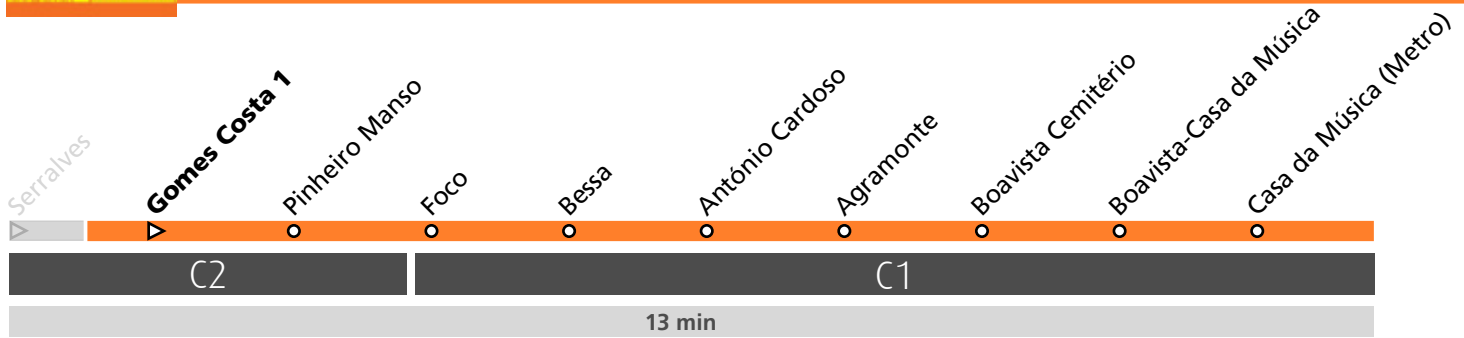 Serralves
Gomes Costa 1
Pinheiro Manso
Foco
Bessa
António Cardoso
Agramonte
Boavista Cemitério
Boavista-Casa da Música
Casa da Música (Metro)
C2
C1
13 min